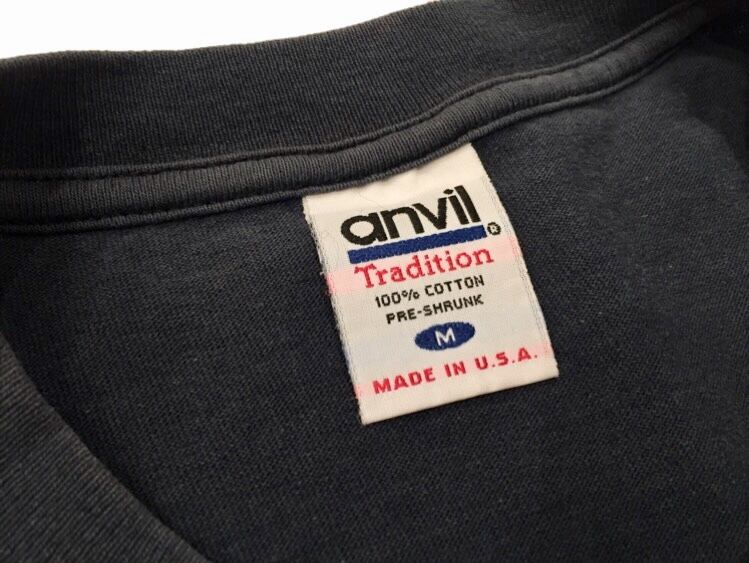 anvil®
Tradition
100% COTTON
PRE-SHRUNK
M
MADE IN U.S.A.